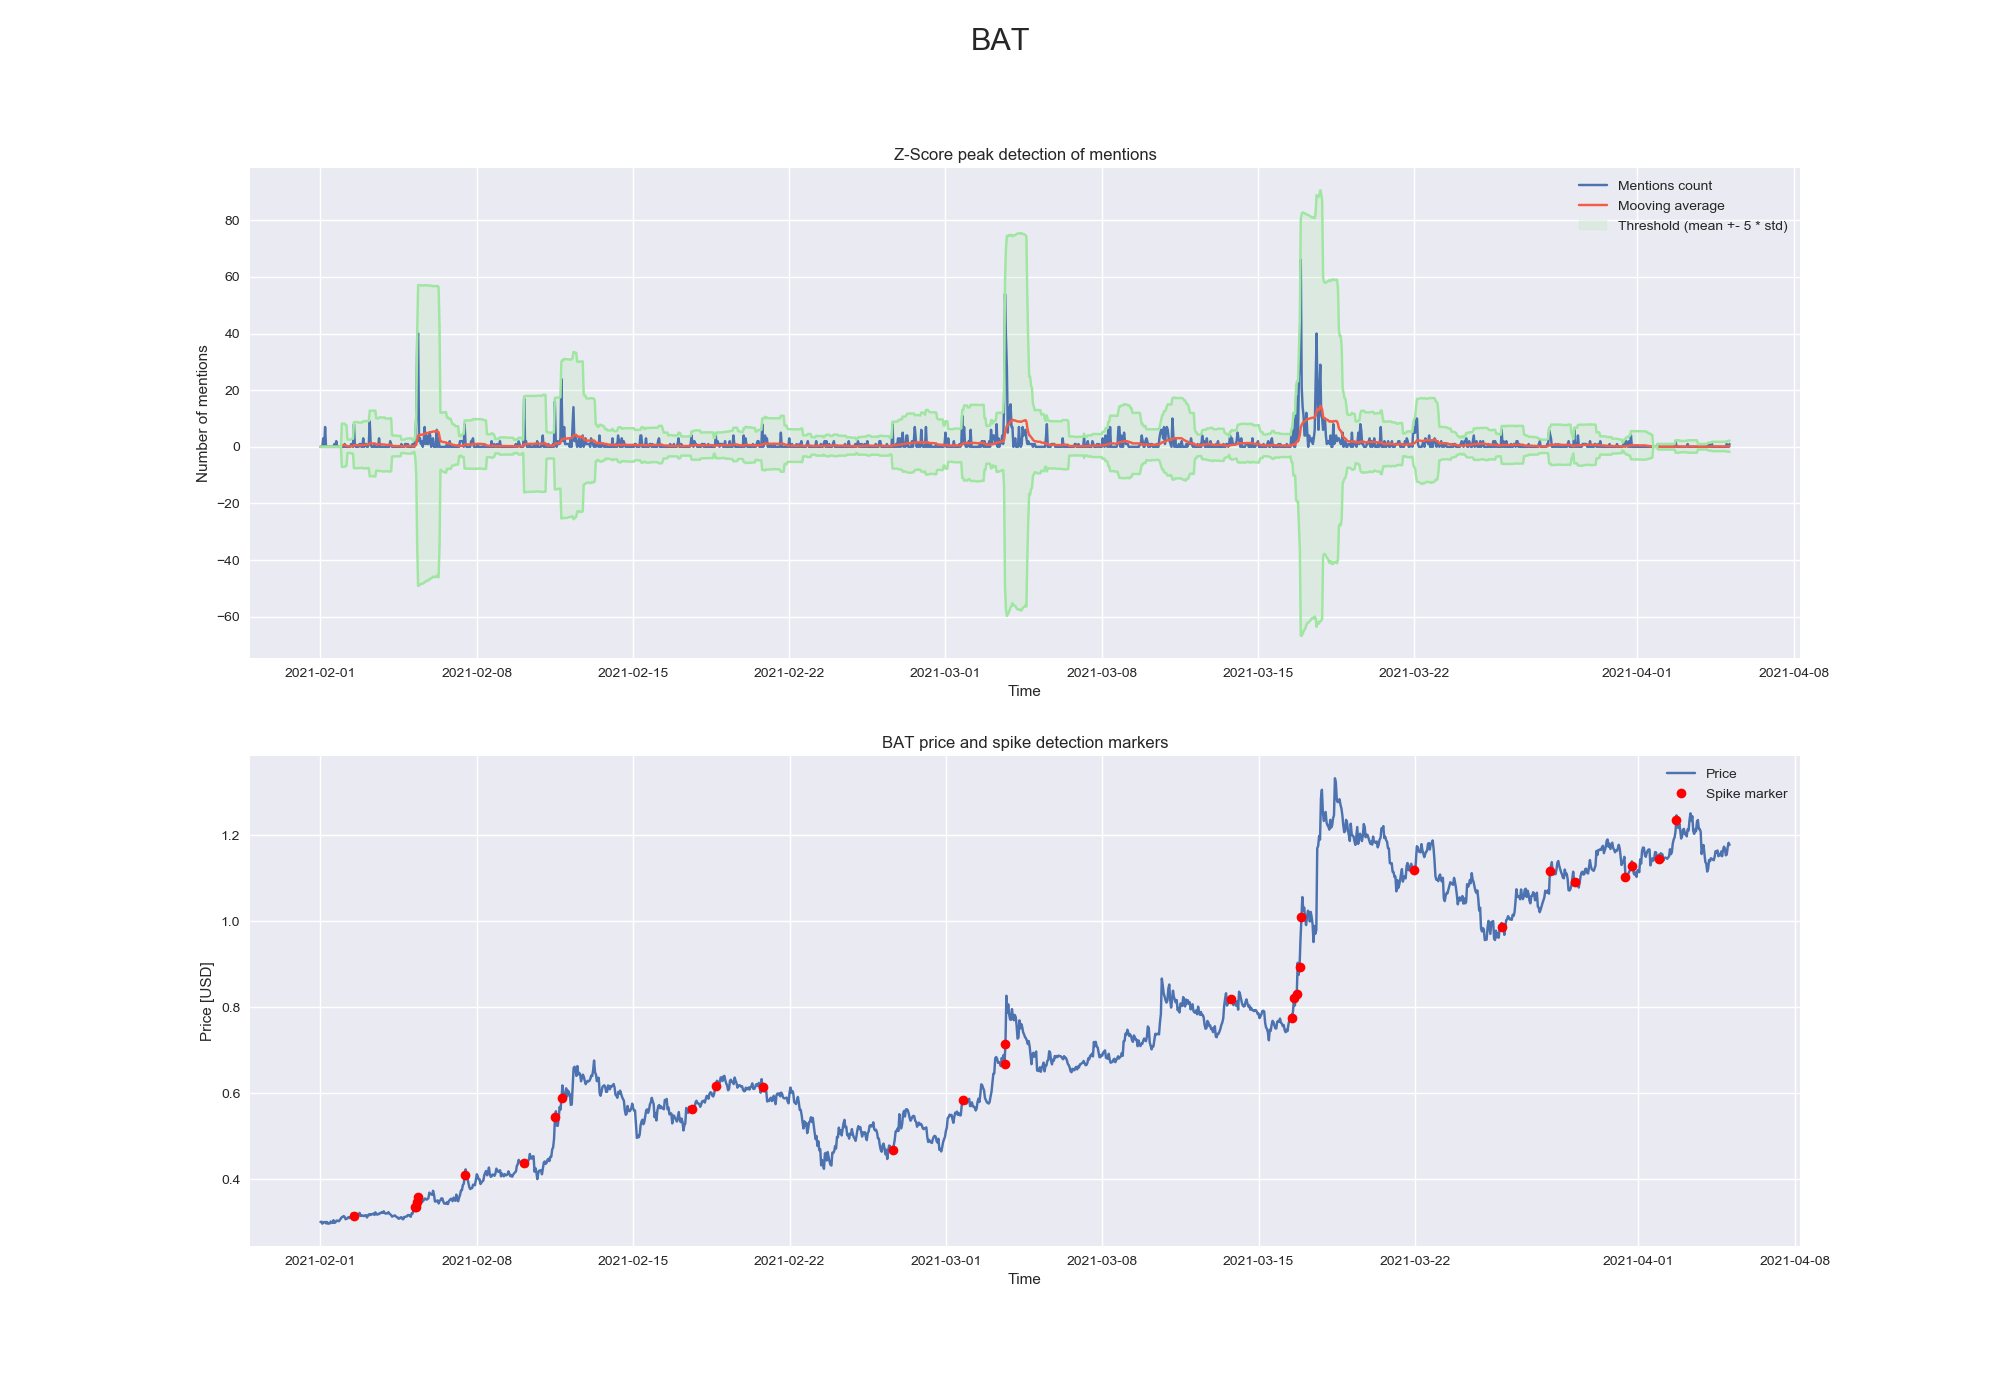 BAT
Z-Score peak detection of mentions
Mentions count
Mooving average
Threshold (mean +- 5 * std)
Number of mentions
80
60
40
20
0
−20
−40
−60
2021-02-01 2021-02-08 2021-02-15 2021-02-22 2021-03-01 2021-03-08 2021-03-15 2021-03-22 2021-04-01 2021-04-08
Time
BAT price and spike detection markers
Price
Spike marker
Price [USD]
1.2
1.0
0.8
0.6
0.4
2021-02-01 2021-02-08 2021-02-15 2021-02-22 2021-03-01 2021-03-08 2021-03-15 2021-03-22 2021-04-01 2021-04-08
Time